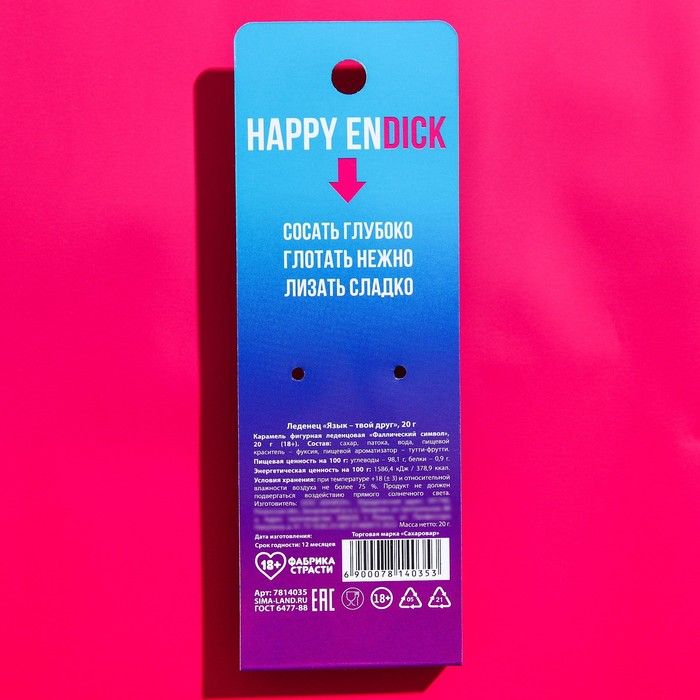 HAPPY ENDICK
СОСАТЬ ГЛУБОКО
ГЛОТАТЬ НЕЖНО
ЛИЗАТЬ СЛАДКО
Леденец «Язык – твой друг», 20 г
Карамель фигурная леденцовая «Фаллический символ»,
20 г (18+). Состав: сахар, патока, вода, пищевой
краситель – фуксия, пищевой ароматизатор – тутти-фрутти.
Пищевая ценность на 100 г: углеводы – 98,1 г, белки – 0,9 г.
Энергетическая ценность на 100 г: 1586,4 кДж / 378,9 ккал.
Условия хранения: при температуре +18 (± 3) и относительной
влажности воздуха не более 75 %. Продукт не должен
подвергаться воздействию прямого солнечного света.
Изготовитель:
Масса нетто: 20 г.
Дата изготовления:
Торговая марка «Сахаровар»
Срок годности: 12 месяцев
18+ ФАБРИКА
СТРАСТИ
6 900078 140353
Арт: 7814035
SIMA-LAND.RU
ГОСТ 6477-88
EAC
18+
05
21